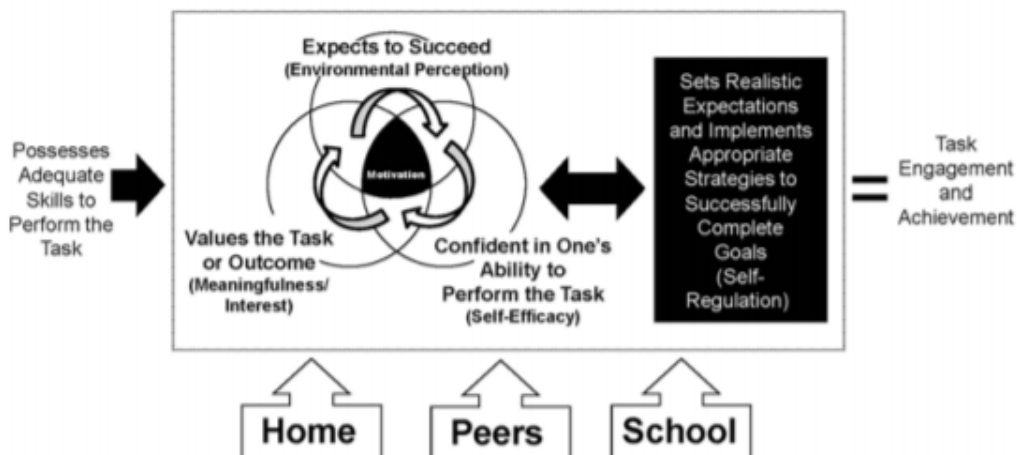 Expects to Succeed
(Environmental Perception)
Possesses
Adequate
Skills to
Perform the
Task
Motivation
Values the Task
or Outcome
(Meaningfulness/
Interest)
Confident in One's
Ability to
Perform the Task
(Self-Efficacy)
Sets Realistic
Expectations
and Implements
Appropriate
Strategies to
Successfully
Complete
Goals
(Self-
Regulation)
Task
Engagement
and
Achievement
Home
Peers
School